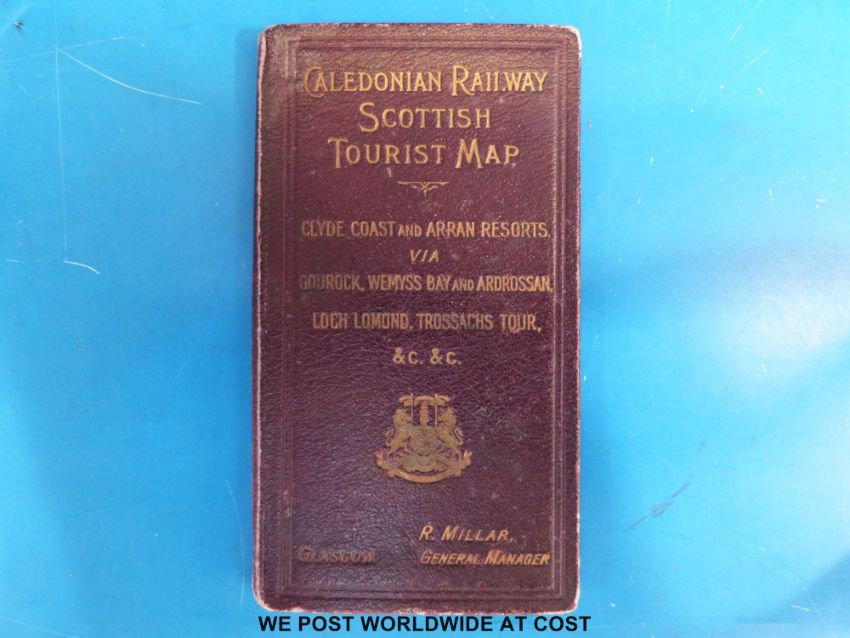 CALEDONIAN RAILWAY
SCOTTISH
TOURIST MAP
CLYDE COAST AND ARRAN RESORTS,
VIA
GOUROCK, WEMYSS BAY AND ARDROSSAN,
LOCH LOMOND, TROSSACHS TOUR,
&C. &C.
R. MILLAR,
GLASGOW GENERAL MANAGER
WE POST WORLDWIDE AT COST